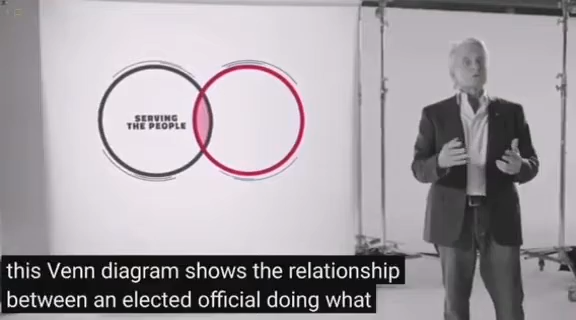 SERVING
THE PEOPLE
this Venn diagram shows the relationship
between an elected official doing what